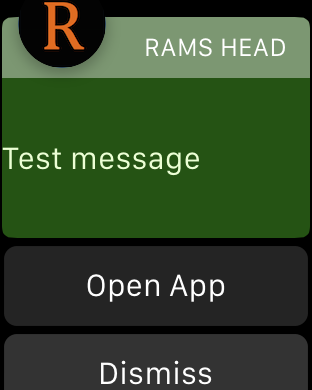 R
RAMS HEAD
Test message
Open App
Dismiss